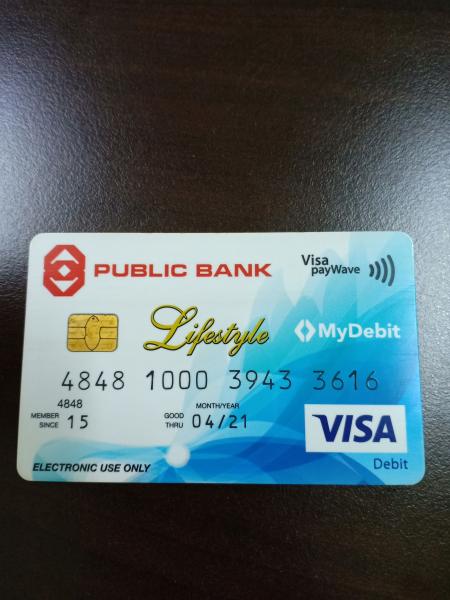 PUBLIC BANK
Visa
payWave
Lifestyle
MyDebit
4848 1000 3943 3616
4848
MEMBER SINCE 15
MONTH/YEAR
GOOD THRU 04/21
VISA
Debit
ELECTRONIC USE ONLY